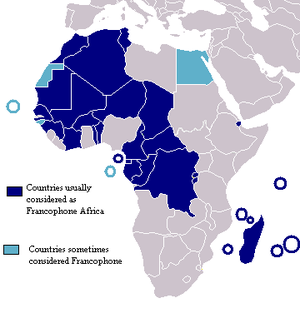 Countries usually
considered as
Francophone Africa
Countries sometimes
considered Francophone